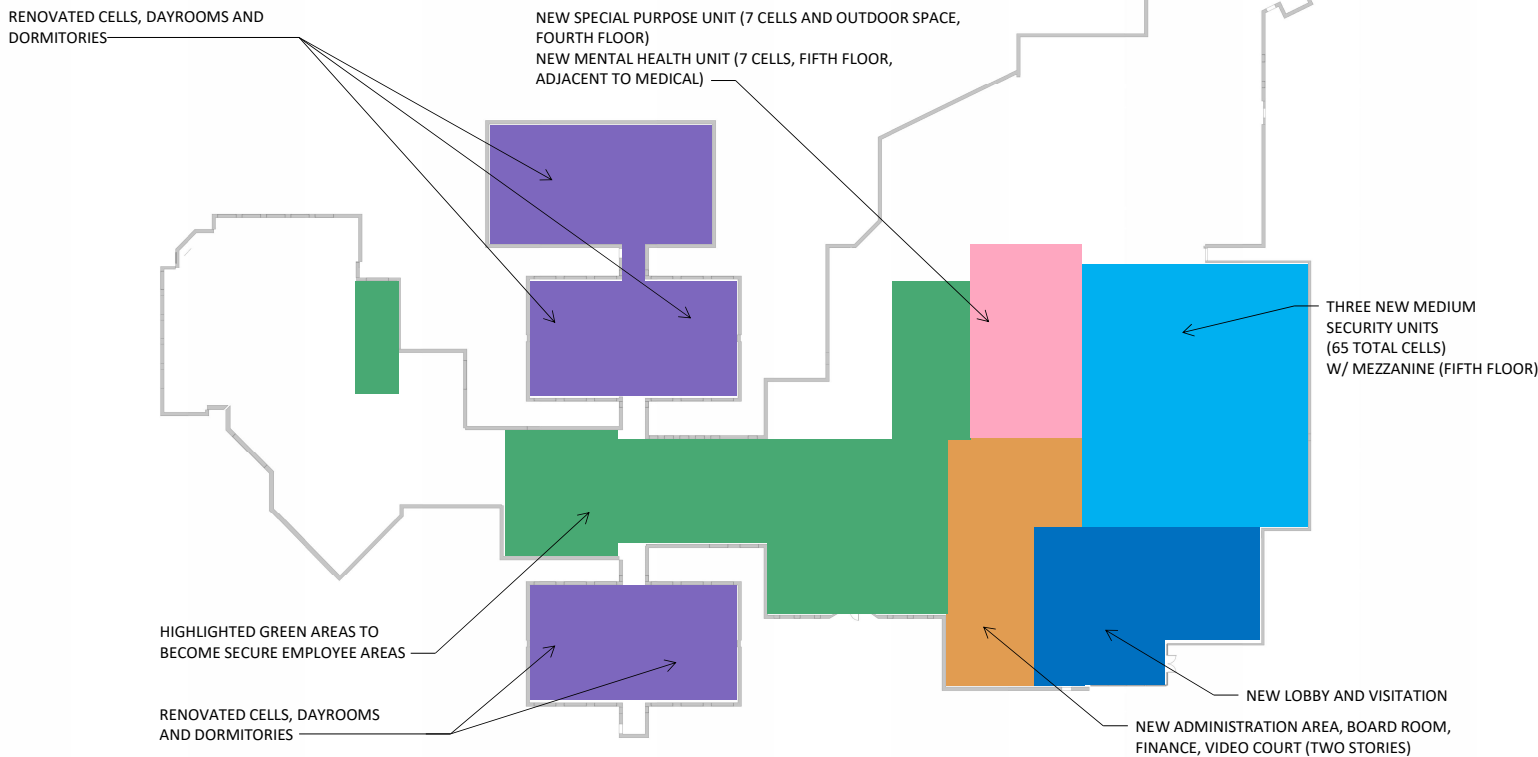 RENOVATED CELLS, DAYROOMS AND
DORMITORIES
NEW SPECIAL PURPOSE UNIT (7 CELLS AND OUTDOOR SPACE,
FOURTH FLOOR)
NEW MENTAL HEALTH UNIT (7 CELLS, FIFTH FLOOR,
ADJACENT TO MEDICAL)
THREE NEW MEDIUM
SECURITY UNITS
(65 TOTAL CELLS)
W/ MEZZANINE (FIFTH FLOOR)
HIGHLIGHTED GREEN AREAS TO
BECOME SECURE EMPLOYEE AREAS
RENOVATED CELLS, DAYROOMS
AND DORMITORIES
NEW LOBBY AND VISITATION
NEW ADMINISTRATION AREA, BOARD ROOM,
FINANCE, VIDEO COURT (TWO STORIES)